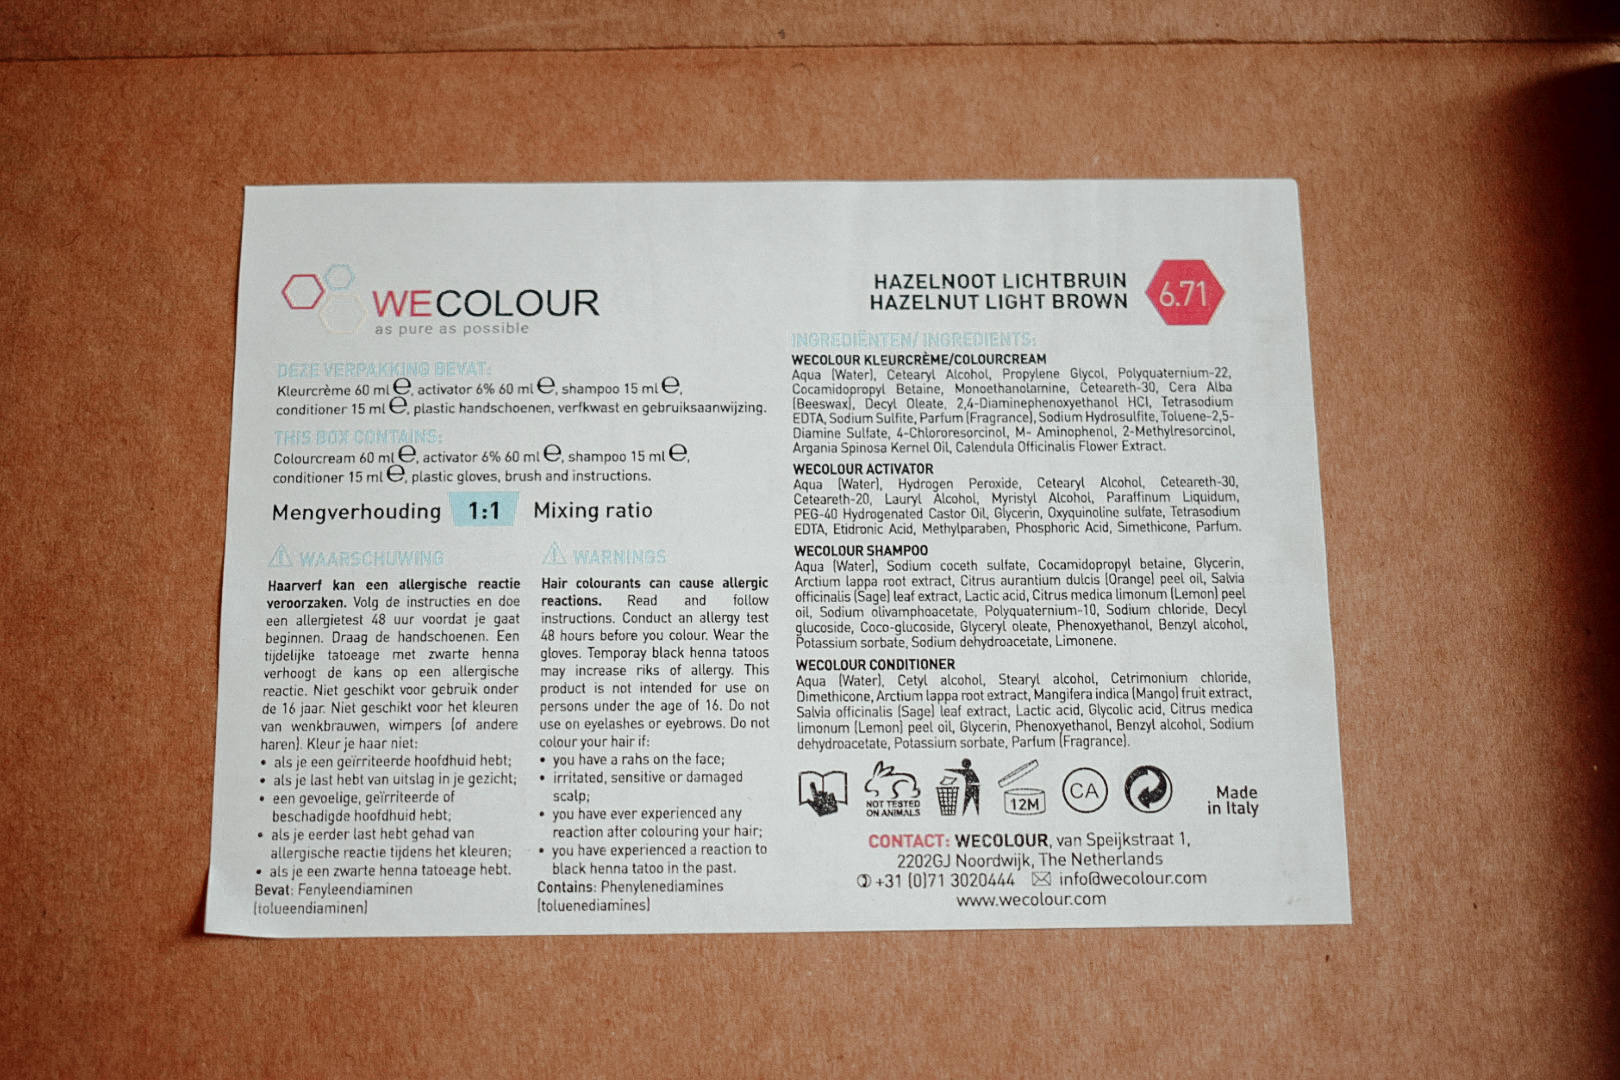 WECOLOUR
as pure as possible
DEZE VERPAKKING BEVAT:
Kleurcrème 60 ml ℮, activator 6% 60 ml ℮, shampoo 15 ml ℮,
conditioner 15 ml ℮, plastic handschoenen, verfkwast en gebruiksaanwijzing.
THIS BOX CONTAINS:
Colourcream 60 ml ℮, activator 6% 60 ml ℮, shampoo 15 ml ℮,
conditioner 15 ml ℮, plastic gloves, brush and instructions.
Mengverhouding 1:1 Mixing ratio
WAARSCHUWING
Haarverf kan een allergische reactie
veroorzaken. Volg de instructies en doe
een allergietest 48 uur voordat je gaat
beginnen. Draag de handschoenen. Een
tijdelijke tatoeage met zwarte henna
verhoogt de kans op een allergische
reactie. Niet geschikt voor gebruik onder
de 16 jaar. Niet geschikt voor het kleuren
van wenkbrauwen, wimpers (of andere
haren). Kleur je haar niet:
• als je een geïrriteerde hoofdhuid hebt;
• als je last hebt van uitslag in je gezicht;
• een gevoelige, geïrriteerde of
beschadigde hoofdhuid hebt;
• als je eerder last hebt gehad van
allergische reactie tijdens het kleuren;
• als je een zwarte henna tatoeage hebt.
Bevat: Fenyleendiaminen
(tolueendiaminen)
WARNINGS
Hair colourants can cause allergic
reactions. Read and follow
instructions. Conduct an allergy test
48 hours before you colour. Wear the
gloves. Temporay black henna tatoos
may increase riks of allergy. This
product is not intended for use on
persons under the age of 16. Do not
use on eyelashes or eyebrows. Do not
colour your hair if:
• you have a rahs on the face;
• irritated, sensitive or damaged
scalp;
• you have ever experienced any
reaction after colouring your hair;
• you have experienced a reaction to
black henna tatoo in the past.
Contains: Phenylenediamines
(toluenediamines)
HAZELNOOT LICHTBRUIN
HAZELNUT LIGHT BROWN
6.71
INGREDIËNTEN/ INGREDIENTS:
WECOLOUR KLEURCRÈME/COLOURCREAM
Aqua (Water), Cetearyl Alcohol, Propylene Glycol, Polyquaternium-22,
Cocamidopropyl Betaine, Monoethanolamine, Ceteareth-30, Cera Alba
(Beeswax), Decyl Oleate, 2,4-Diaminephenoxyethanol HCl, Tetrasodium
EDTA, Sodium Sulfite, Parfum (Fragrance), Sodium Hydrosulfite, Toluene-2,5-
Diamine Sulfate, 4-Chlororesorcinol, M- Aminophenol, 2-Methylresorcinol,
Argania Spinosa Kernel Oil, Calendula Officinalis Flower Extract.
WECOLOUR ACTIVATOR
Aqua (Water), Hydrogen Peroxide, Cetearyl Alcohol, Ceteareth-30,
Ceteareth-20, Lauryl Alcohol, Myristyl Alcohol, Paraffinum Liquidum,
PEG-40 Hydrogenated Castor Oil, Glycerin, Oxyquinoline sulfate, Tetrasodium
EDTA, Etidronic Acid, Methylparaben, Phosphoric Acid, Simethicone, Parfum.
WECOLOUR SHAMPOO
Aqua (Water), Sodium coceth sulfate, Cocamidopropyl betaine, Glycerin,
Arctium lappa root extract, Citrus aurantium dulcis (Orange) peel oil, Salvia
officinalis (Sage) leaf extract, Lactic acid, Citrus medica limonum (Lemon) peel
oil, Sodium olivamphoacetate, Polyquaternium-10, Sodium chloride, Decyl
glucoside, Coco-glucoside, Glyceryl oleate, Phenoxyethanol, Benzyl alcohol,
Potassium sorbate, Sodium dehydroacetate, Limonene.
WECOLOUR CONDITIONER
Aqua (Water), Cetyl alcohol, Stearyl alcohol, Cetrimonium chloride,
Dimethicone, Arctium lappa root extract, Mangifera indica (Mango) fruit extract,
Salvia officinalis (Sage) leaf extract, Lactic acid, Glycolic acid, Citrus medica
limonum (Lemon) peel oil, Glycerin, Phenoxyethanol, Benzyl alcohol, Sodium
dehydroacetate, Potassium sorbate, Parfum (Fragrance).
NOT TESTED
ON ANIMALS
12M
CA
Made
in Italy
CONTACT: WECOLOUR, van Speijkstraat 1,
2202GJ Noordwijk, The Netherlands
+31 (0)71 3020444 info@wecolour.com
www.wecolour.com